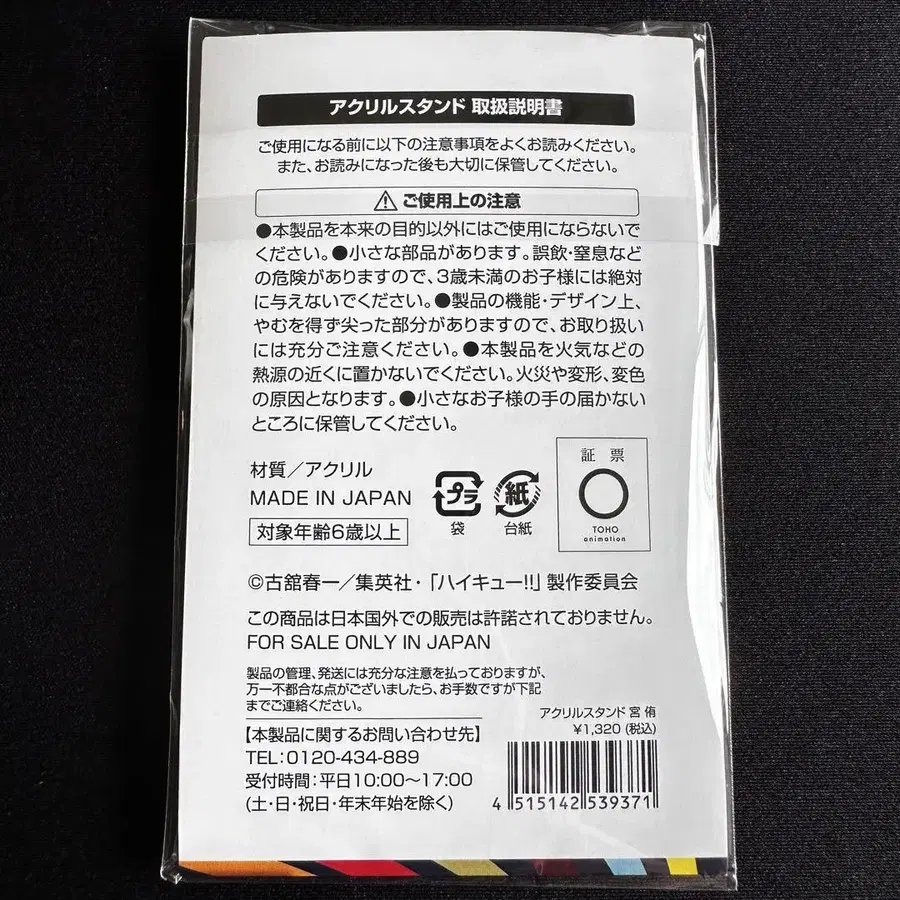 アクリルスタンド 取扱説明書
ご使用になる前に以下の注意事項をよくお読みください。
また、お読みになった後も大切に保管してください。
ご使用上の注意
●本製品を本来の目的以外にはご使用にならないで
ください。●小さな部品があります。誤飲・窒息など
の危険がありますので、3歳未満のお子様には絶対
に与えないでください。●製品の機能・デザイン上、
やむを得ず尖った部分がありますので、お取り扱い
には充分ご注意ください。●本製品を火気などの
熱源の近くに置かないでください。火災や変形、変色
の原因となります。●小さなお子様の手の届かない
ところに保管してください。
材質／アクリル
MADE IN JAPAN
対象年齢6歳以上
プラ
袋
紙
台紙
証 票
TOHO
animation
©古舘春一／集英社・「ハイキュー!!」製作委員会
この商品は日本国外での販売は許諾されておりません。
FOR SALE ONLY IN JAPAN
製品の管理、発送には充分な注意を払っておりますが、
万一不都合な点がございましたら、お手数ですが下記
までご連絡ください。
【本製品に関するお問い合わせ先】
TEL：0120-434-889
受付時間：平日10:00〜17:00
(土・日・祝日・年末年始を除く)
アクリルスタンド 宮 侑
¥1,320 (税込)
4 515142 539371